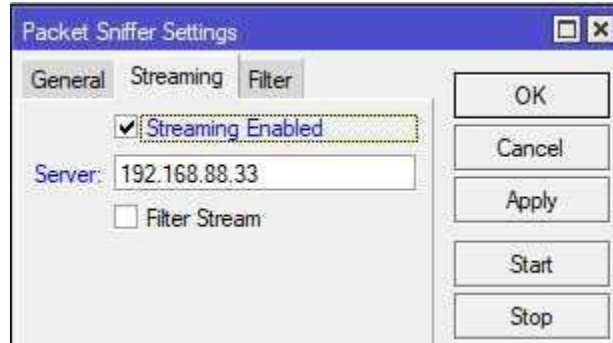 Packet Sniffer Settings
General Streaming Filter
Streaming Enabled
Server: 192.168.88.33
Filter Stream
OK
Cancel
Apply
Start
Stop